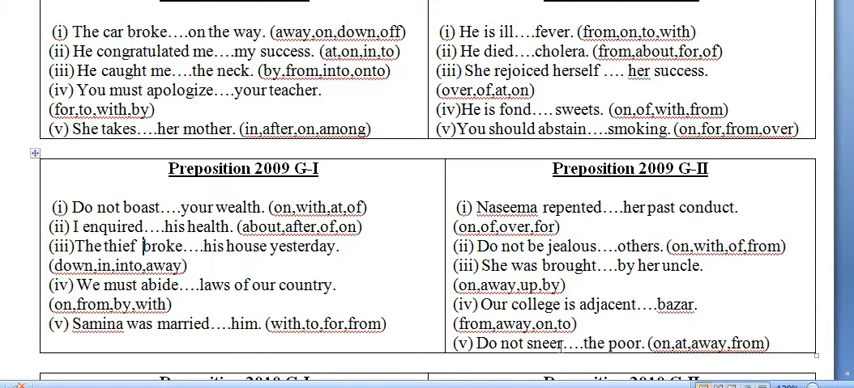 (i) The car broke....on the way. (away,on,down,off)
(ii) He congratulated me....my success. (at,on,in,to)
(iii) He caught me....the neck. (by,from,into,onto)
(iv) You must apologize....your teacher.
(for,to,with,by)
(v) She takes....her mother. (in,after,on,among)
(i) He is ill....fever. (from,on,to,with)
(ii) He died....cholera. (from,about,for,of)
(iii) She rejoiced herself .... her success.
(over,of,at,on)
(iv)He is fond.... sweets. (on,of,with,from)
(v)You should abstain....smoking. (on,for,from,over)
Preposition 2009 G-I
(i) Do not boast....your wealth. (on,with,at,of)
(ii) I enquired....his health. (about,after,of,on)
(iii)The thief broke....his house yesterday.
(down,in,into,away)
(iv) We must abide....laws of our country.
(on,from,by,with)
(v) Samina was married....him. (with,to,for,from)
Preposition 2009 G-II
(i) Naseema repented....her past conduct.
(on,of,over,for)
(ii) Do not be jealous....others. (on,with,of,from)
(iii) She was brought....by her uncle.
(on,away,up,by)
(iv) Our college is adjacent....bazar.
(from,away,on,to)
(v) Do not sneer....the poor. (on,at,away,from)